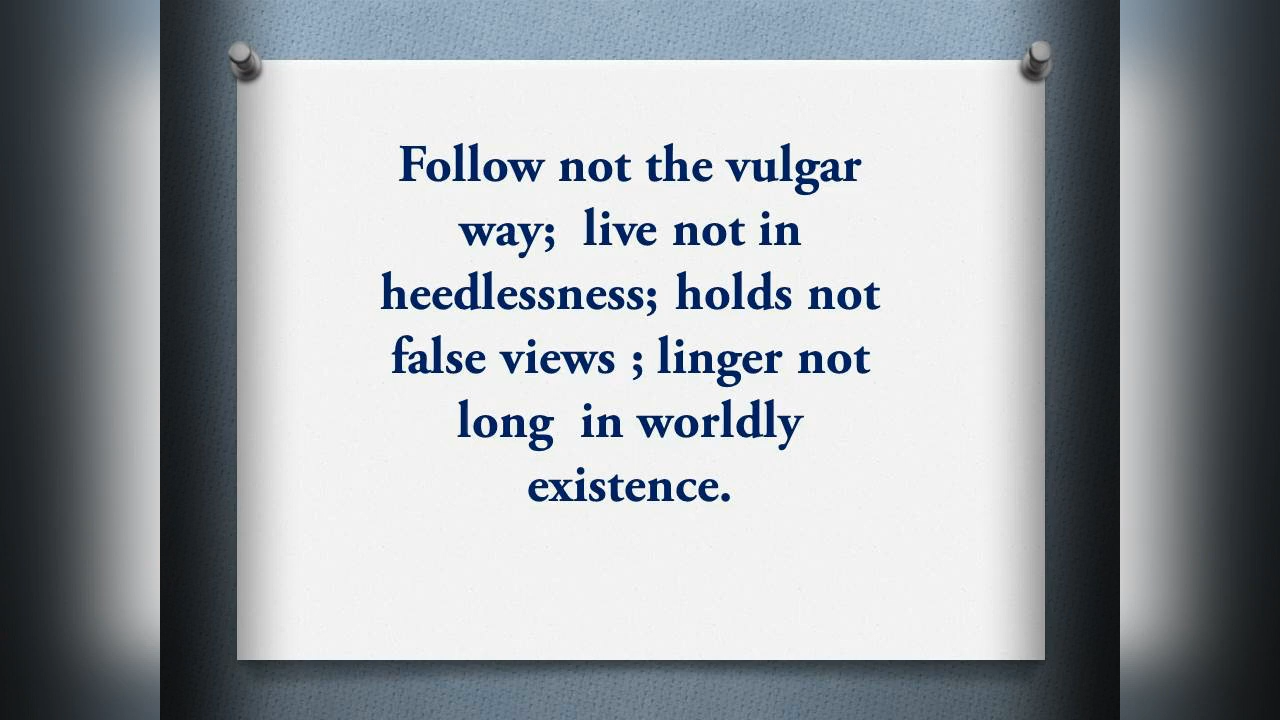 Follow not the vulgar
way;  live not in
heedlessness; holds not
false views ; linger not
long  in worldly
existence.